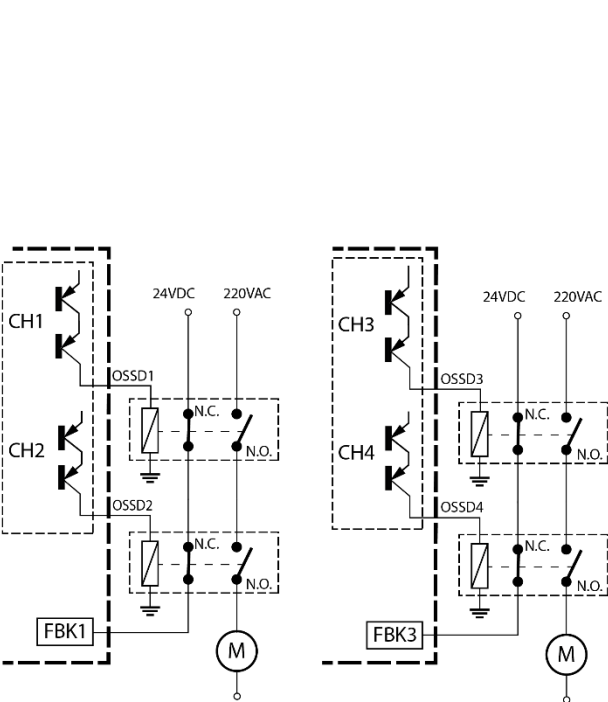 24VDC 220VAC
CH1
OSSD1
N.C.
N.O.
CH2
OSSD2
N.C.
N.O.
FBK1
M
24VDC 220VAC
CH3
OSSD3
N.C.
N.O.
CH4
OSSD4
N.C.
N.O.
FBK3
M